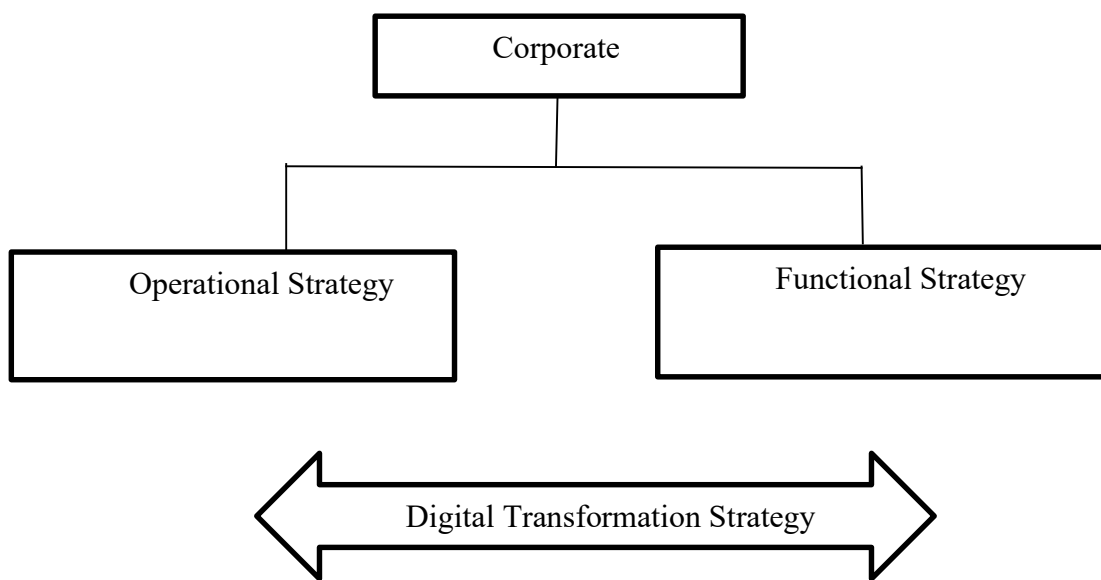 Corporate
Operational Strategy
Functional Strategy
Digital Transformation Strategy